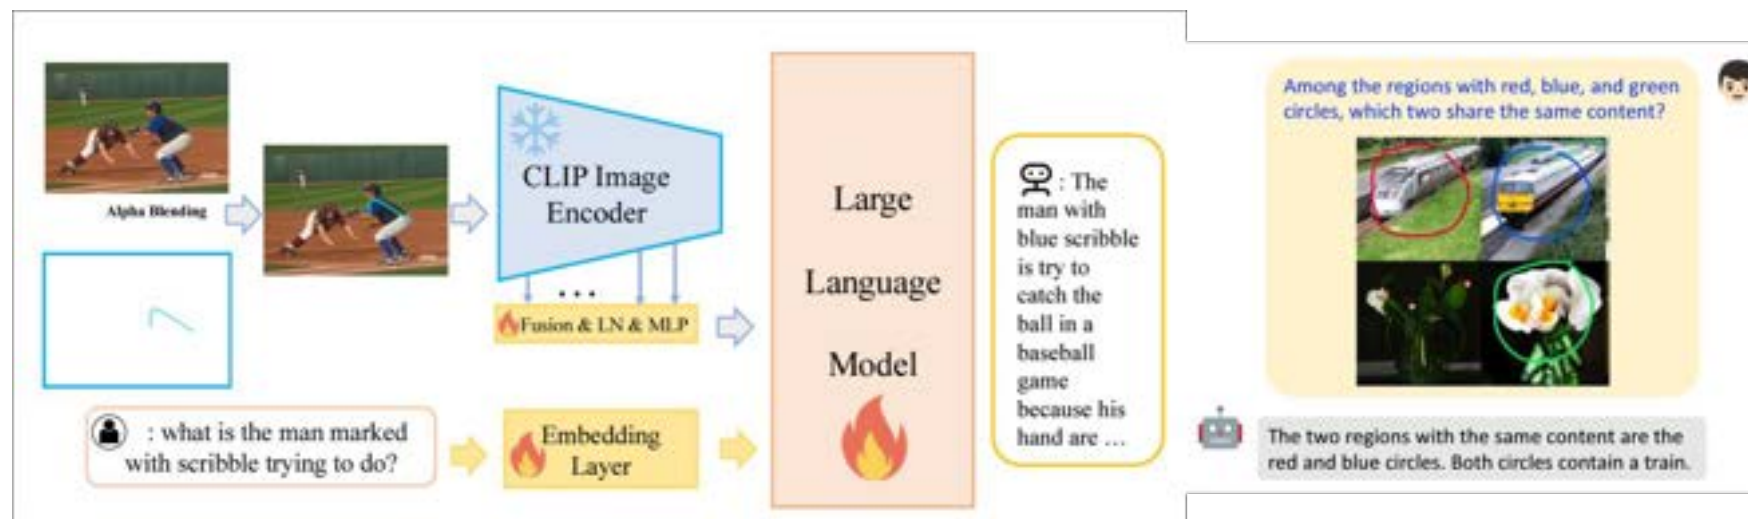 Alpha Blending
CLIP Image
Encoder
...
Fusion & LN & MLP
: what is the man marked
with scribble trying to do?
Embedding
Layer
Large
Language
Model
: The
man with
blue scribble
is try to
catch the
ball in a
baseball
game
because his
hand are ...
Among the regions with red, blue, and green
circles, which two share the same content?
The two regions with the same content are the
red and blue circles. Both circles contain a train.